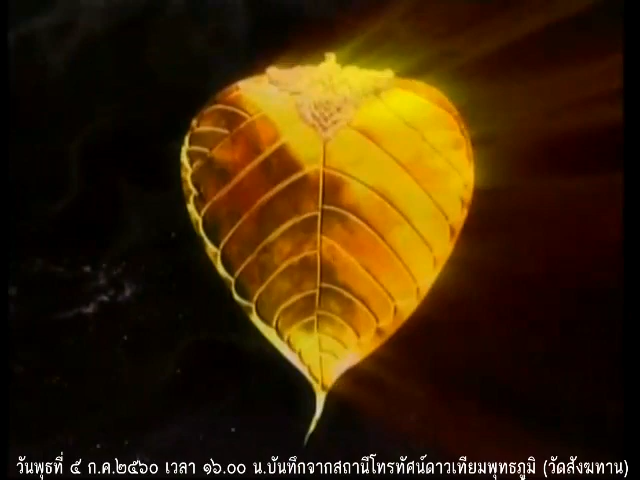 วันพุธที่ ๕ ก.ค.๒๕๖๐ เวลา ๑๖.๐๐ น.บันทึกจากสถานีโทรทัศน์ดาวเทียมพุทธภูมิ (วัดสังฆทาน)